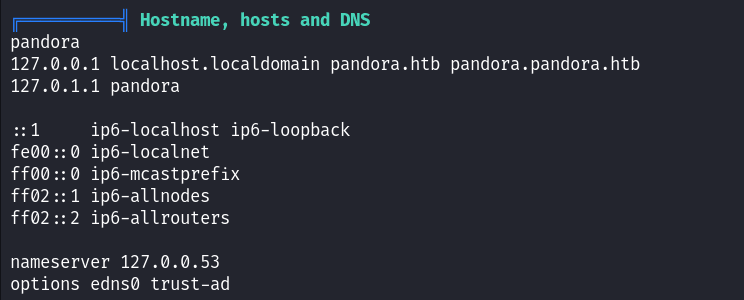 ╔══════════╣ Hostname, hosts and DNS
pandora
127.0.0.1 localhost.localdomain pandora.htb pandora.pandora.htb
127.0.1.1 pandora
::1     ip6-localhost ip6-loopback
fe00::0 ip6-localnet
ff00::0 ip6-mcastprefix
ff02::1 ip6-allnodes
ff02::2 ip6-allrouters
nameserver 127.0.0.53
options edns0 trust-ad